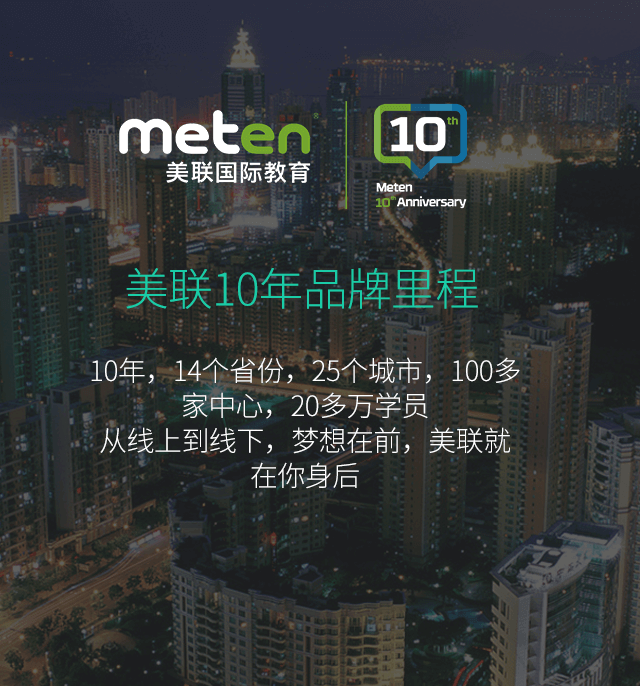 meten®
美联国际教育
10th
Meten
10th Anniversary
美联10年品牌里程
10年，14个省份，25个城市，100多
家中心，20多万学员
从线上到线下，梦想在前，美联就
在你身后